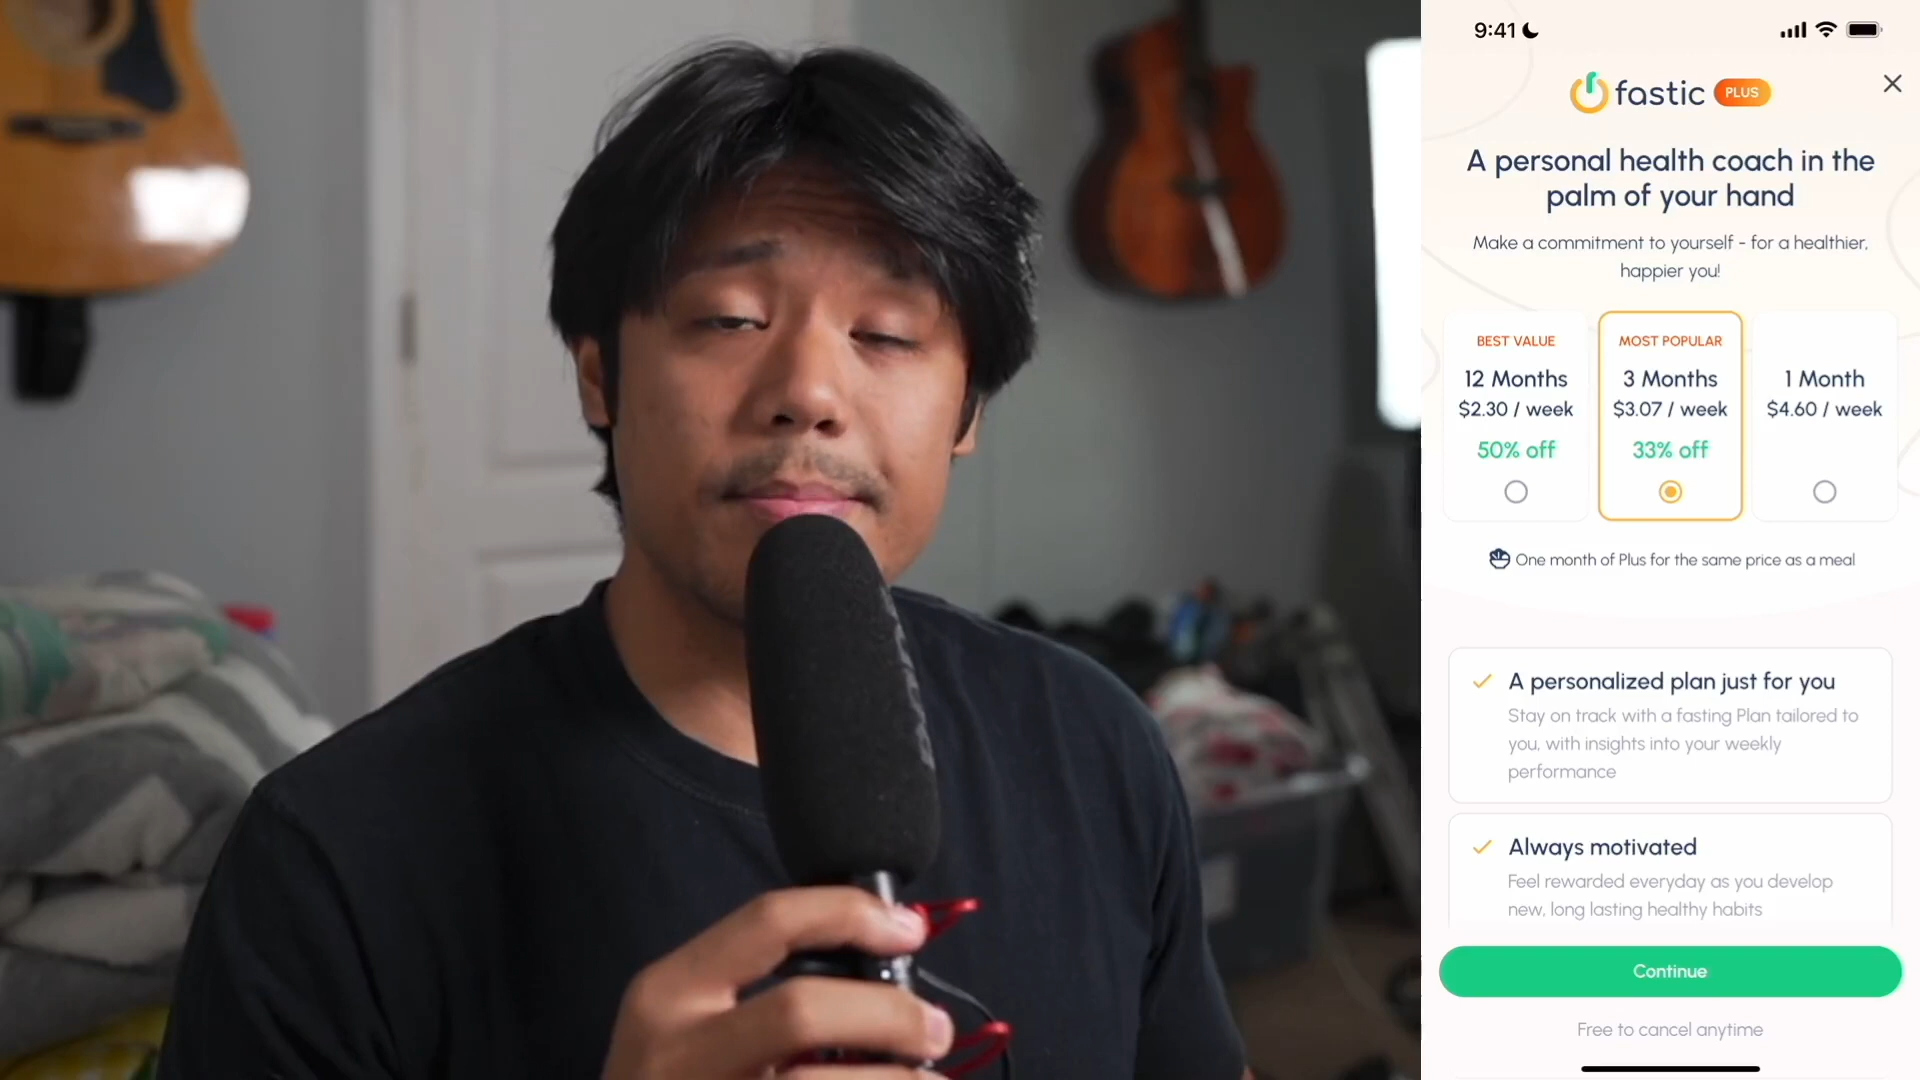 9:41
fastic PLUS
A personal health coach in the
palm of your hand
Make a commitment to yourself - for a healthier,
happier you!
BEST VALUE
12 Months
$2.30 / week
50% off
MOST POPULAR
3 Months
$3.07 / week
33% off
1 Month
$4.60 / week
One month of Plus for the same price as a meal
A personalized plan just for you
Stay on track with a fasting Plan tailored to
you, with insights into your weekly
performance
Always motivated
Feel rewarded everyday as you develop
new, long lasting healthy habits
Continue
Free to cancel anytime